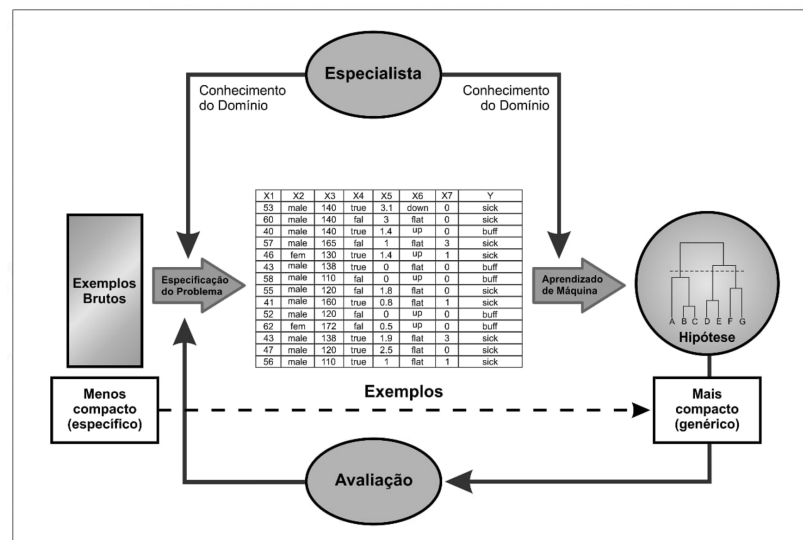 Especialista
Conhecimento
do Domínio
Conhecimento
do Domínio
Exemplos
Brutos
Especificação
do Problema
X1 X2 X3 X4 X5 X6 X7 Y
53 male 140 true 3.1 down 0 sick
60 male 140 fal 3 flat 0 sick
40 male 140 true 1.4 up 0 buff
57 male 165 fal 1 flat 3 sick
46 fem 130 true 1.4 up 1 sick
43 male 138 true 0 flat 0 buff
58 male 110 fal 0 up 0 buff
55 male 120 fal 1.8 flat 0 sick
41 male 160 true 0.8 flat 1 sick
52 male 120 fal 0 up 0 buff
62 fem 172 fal 0.5 up 0 buff
43 male 138 true 1.9 flat 3 sick
47 male 120 true 2.5 flat 0 sick
56 male 110 true 1 flat 1 sick
Aprendizado
de Máquina
A B C D E F G
Hipótese
Menos
compacto
(específico)
Exemplos
Mais
compacto
(genérico)
Avaliação